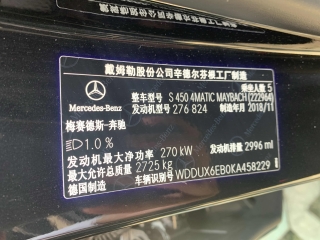 戴姆勒股份公司辛德尔芬根工厂制造
乘坐人数 5
Mercedes-Benz
整车型号 S 450 4MATIC MAYBACH (222964)
发动机型号 276 824 制造年月 2018/11
梅赛德斯-奔驰
1.0 %
发动机最大净功率 270 kW 发动机排量 2996 ml
最大允许总质量 2725 kg
德国制造 车辆识别代号 WDDUX6EB0KA458229